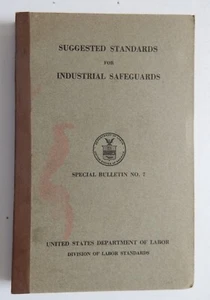 SUGGESTED STANDARDS
FOR
INDUSTRIAL SAFEGUARDS
SPECIAL BULLETIN NO. 7
UNITED STATES DEPARTMENT OF LABOR
DIVISION OF LABOR STANDARDS